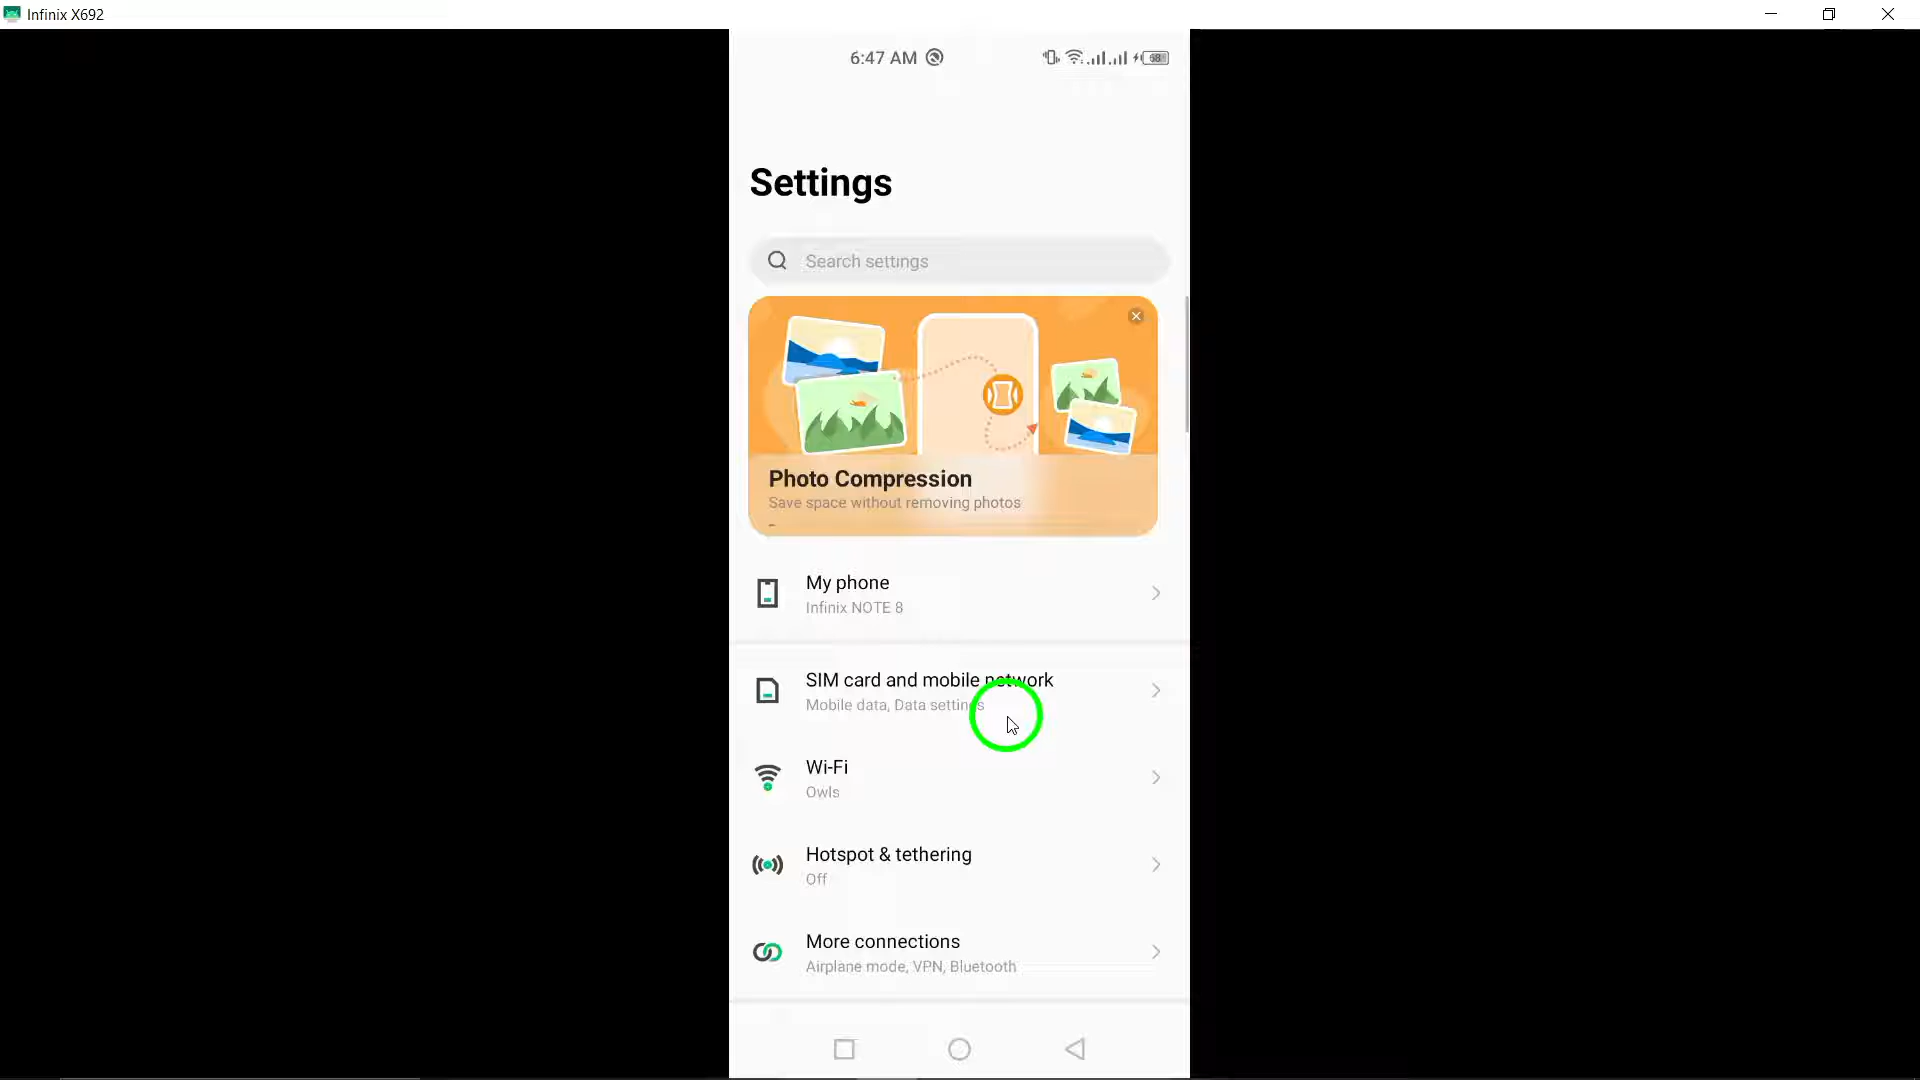 Infinix X692
6:47 AM
68
Settings
Search settings
Photo Compression
Save space without removing photos
My phone
Infinix NOTE 8
SIM card and mobile network
Mobile data, Data settings
Wi-Fi
Owls
Hotspot & tethering
Off
More connections
Airplane mode, VPN, Bluetooth